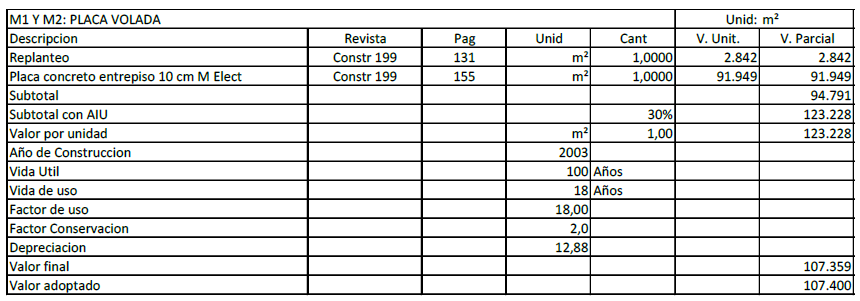 M1 Y M2: PLACA VOLADA Unid: m²
Descripcion Revista Pag Unid Cant V. Unit. V. Parcial
Replanteo Constr 199 131 m² 1,0000 2.842 2.842
Placa concreto entrepiso 10 cm M Elect Constr 199 155 m² 1,0000 91.949 91.949
Subtotal 94.791
Subtotal con AIU 30% 123.228
Valor por unidad m² 1,00 123.228
Año de Construccion 2003
Vida Util 100 Años
Vida de uso 18 Años
Factor de uso 18,00
Factor Conservacion 2,0
Depreciacion 12,88
Valor final 107.359
Valor adoptado 107.400